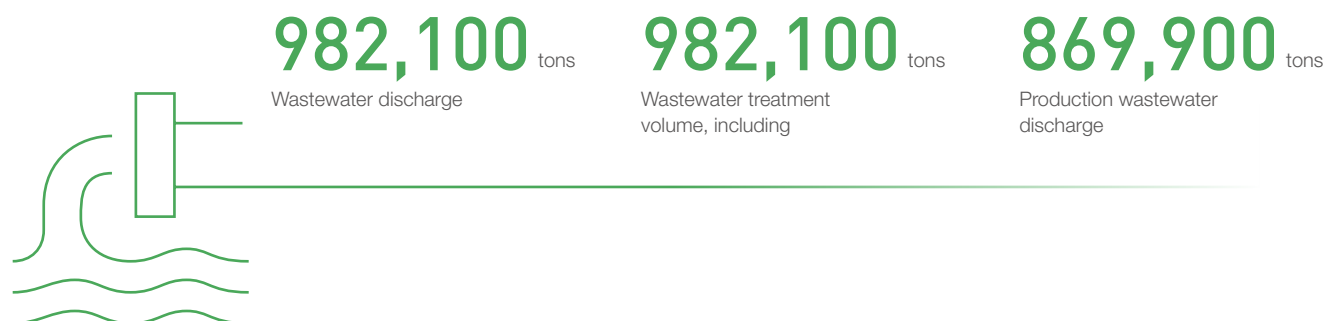 982,100 tons
Wastewater discharge
982,100 tons
Wastewater treatment
volume, including
869,900 tons
Production wastewater
discharge